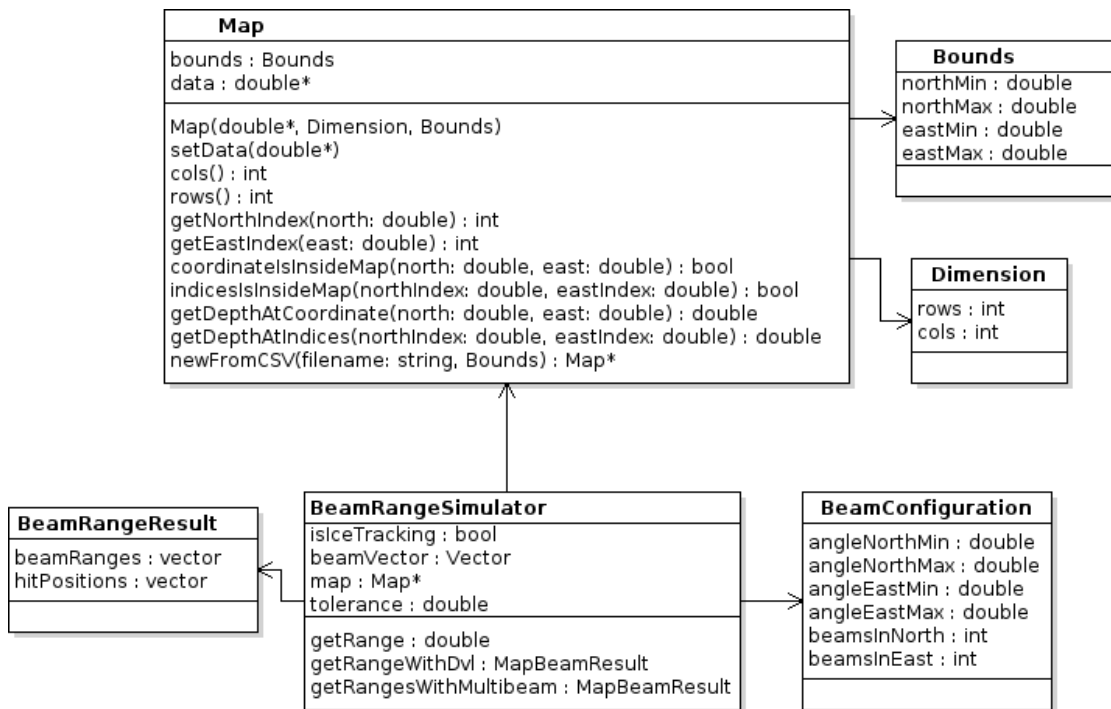 Map
bounds : Bounds
data : double*
Map(double*, Dimension, Bounds)
setData(double*)
cols() : int
rows() : int
getNorthIndex(north: double) : int
getEastIndex(east: double) : int
coordinateIsInsideMap(north: double, east: double) : bool
indicesIsInsideMap(northIndex: double, eastIndex: double) : bool
getDepthAtCoordinate(north: double, east: double) : double
getDepthAtIndices(northIndex: double, eastIndex: double) : double
newFromCSV(filename: string, Bounds) : Map*
Bounds
northMin : double
northMax : double
eastMin : double
eastMax : double
Dimension
rows : int
cols : int
BeamRangeResult
beamRanges : vector
hitPositions : vector
BeamRangeSimulator
isIceTracking : bool
beamVector : Vector
map : Map*
tolerance : double
getRange : double
getRangeWithDvl : MapBeamResult
getRangesWithMultibeam : MapBeamResult
BeamConfiguration
angleNorthMin : double
angleNorthMax : double
angleEastMin : double
angleEastMax : double
beamsInNorth : int
beamsInEast : int